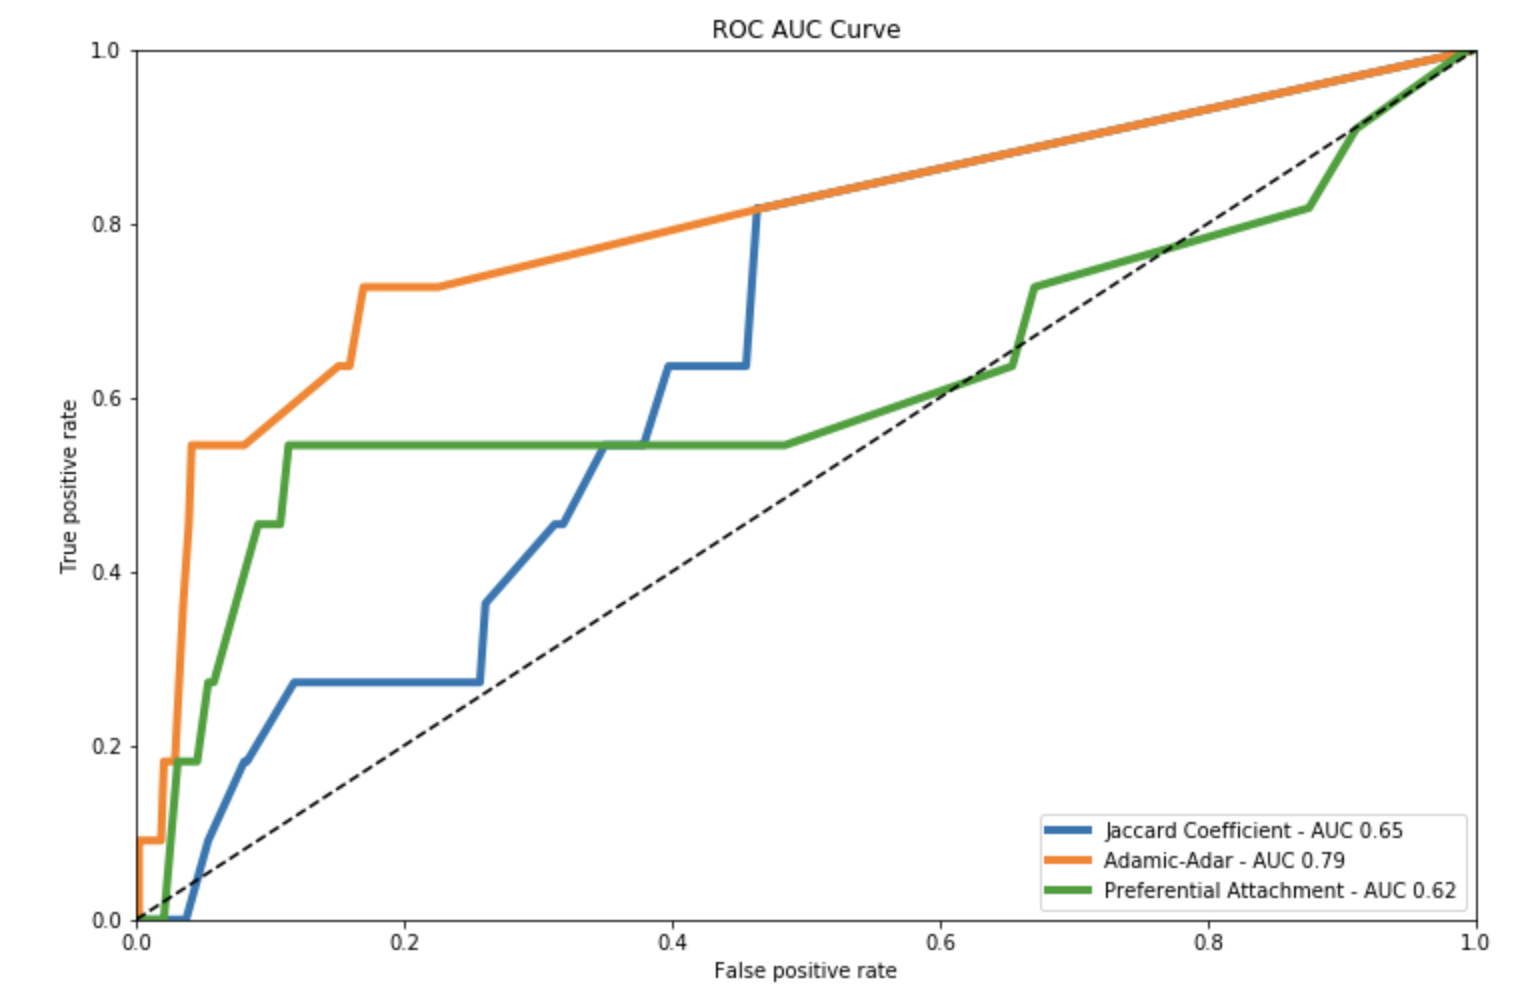 ROC AUC Curve
1.0
0.8
0.6
0.4
0.2
0.0
True positive rate
0.0 0.2 0.4 0.6 0.8 1.0
False positive rate
Jaccard Coefficient - AUC 0.65
Adamic-Adar - AUC 0.79
Preferential Attachment - AUC 0.62